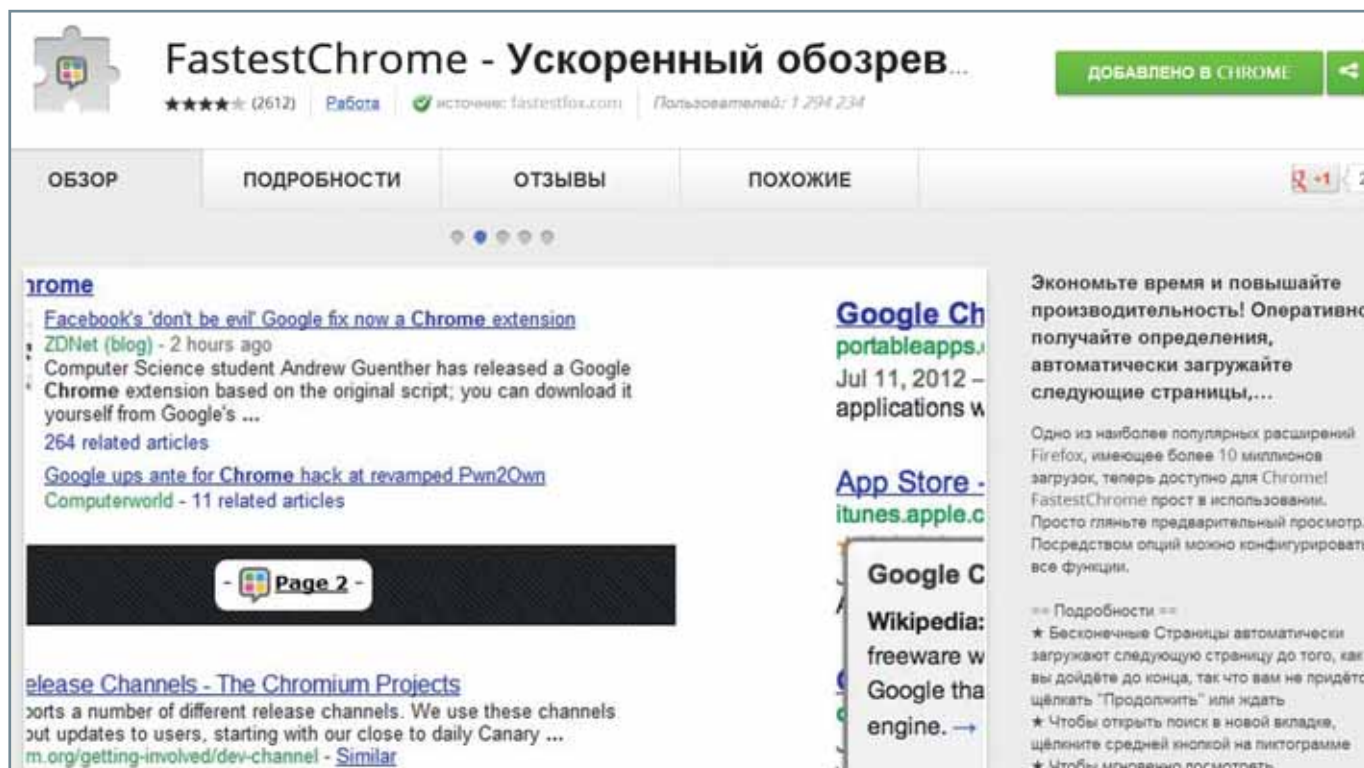 FastestChrome - Ускоренный обозрев...
(2612) Работа источник: fastestfox.com Пользователей: 1 294 234
ДОБАВЛЕНО В CHROME
ОБЗОР ПОДРОБНОСТИ ОТЗЫВЫ ПОХОЖИЕ
+1 2
hrome
Facebook's 'don't be evil' Google fix now a Chrome extension
ZDNet (blog) - 2 hours ago
Computer Science student Andrew Guenther has released a Google
Chrome extension based on the original script; you can download it
yourself from Google's ...
264 related articles
Google ups ante for Chrome hack at revamped Pwn2Own
Computerworld - 11 related articles
- Page 2 -
elease Channels - The Chromium Projects
ports a number of different release channels. We use these channels
out updates to users, starting with our close to daily Canary ...
m.org/getting-involved/dev-channel - Similar
Google Ch
portableapps.
Jul 11, 2012 –
applications w
App Store -
itunes.apple.c
Google C
Wikipedia:
freeware w
Google tha
engine. →
Экономьте время и повышайте
производительность! Оперативно
получайте определения,
автоматически загружайте
следующие страницы,...
Одно из наиболее популярных расширений
Firefox, имеющее более 10 миллионов
загрузок, теперь доступно для Chrome!
FastestChrome прост в использовании.
Просто гляньте предварительный просмотр.
Посредством опций можно конфигурировать
все функции.
== Подробности ==
★ Бесконечные Страницы автоматически
загружают следующую страницу до того, как
вы дойдёте до конца, так что вам не придётс
щёлкать "Продолжить" или ждать
★ Чтобы открыть поиск в новой вкладке,
щёлкните средней кнопкой на пиктограмме
★ Чтобы мгновенно посмотреть